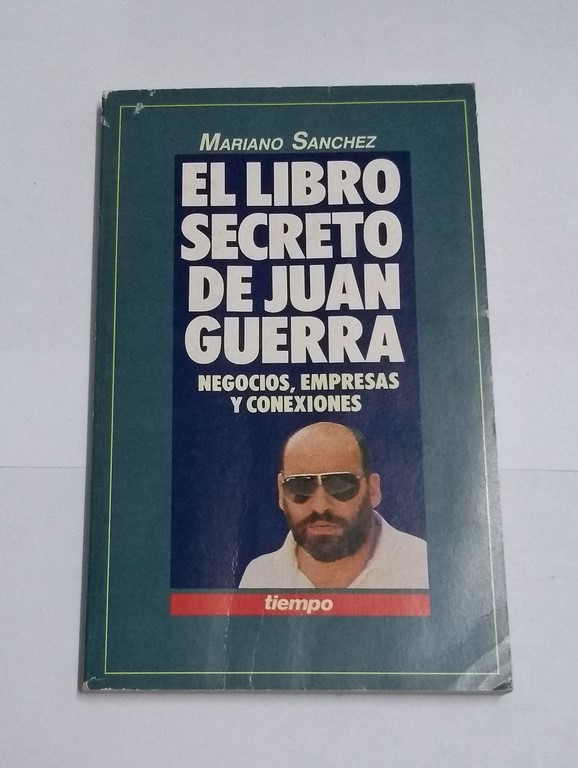 MARIANO SANCHEZ
EL LIBRO
SECRETO
DE JUAN
GUERRA
NEGOCIOS, EMPRESAS
Y CONEXIONES
tiempo